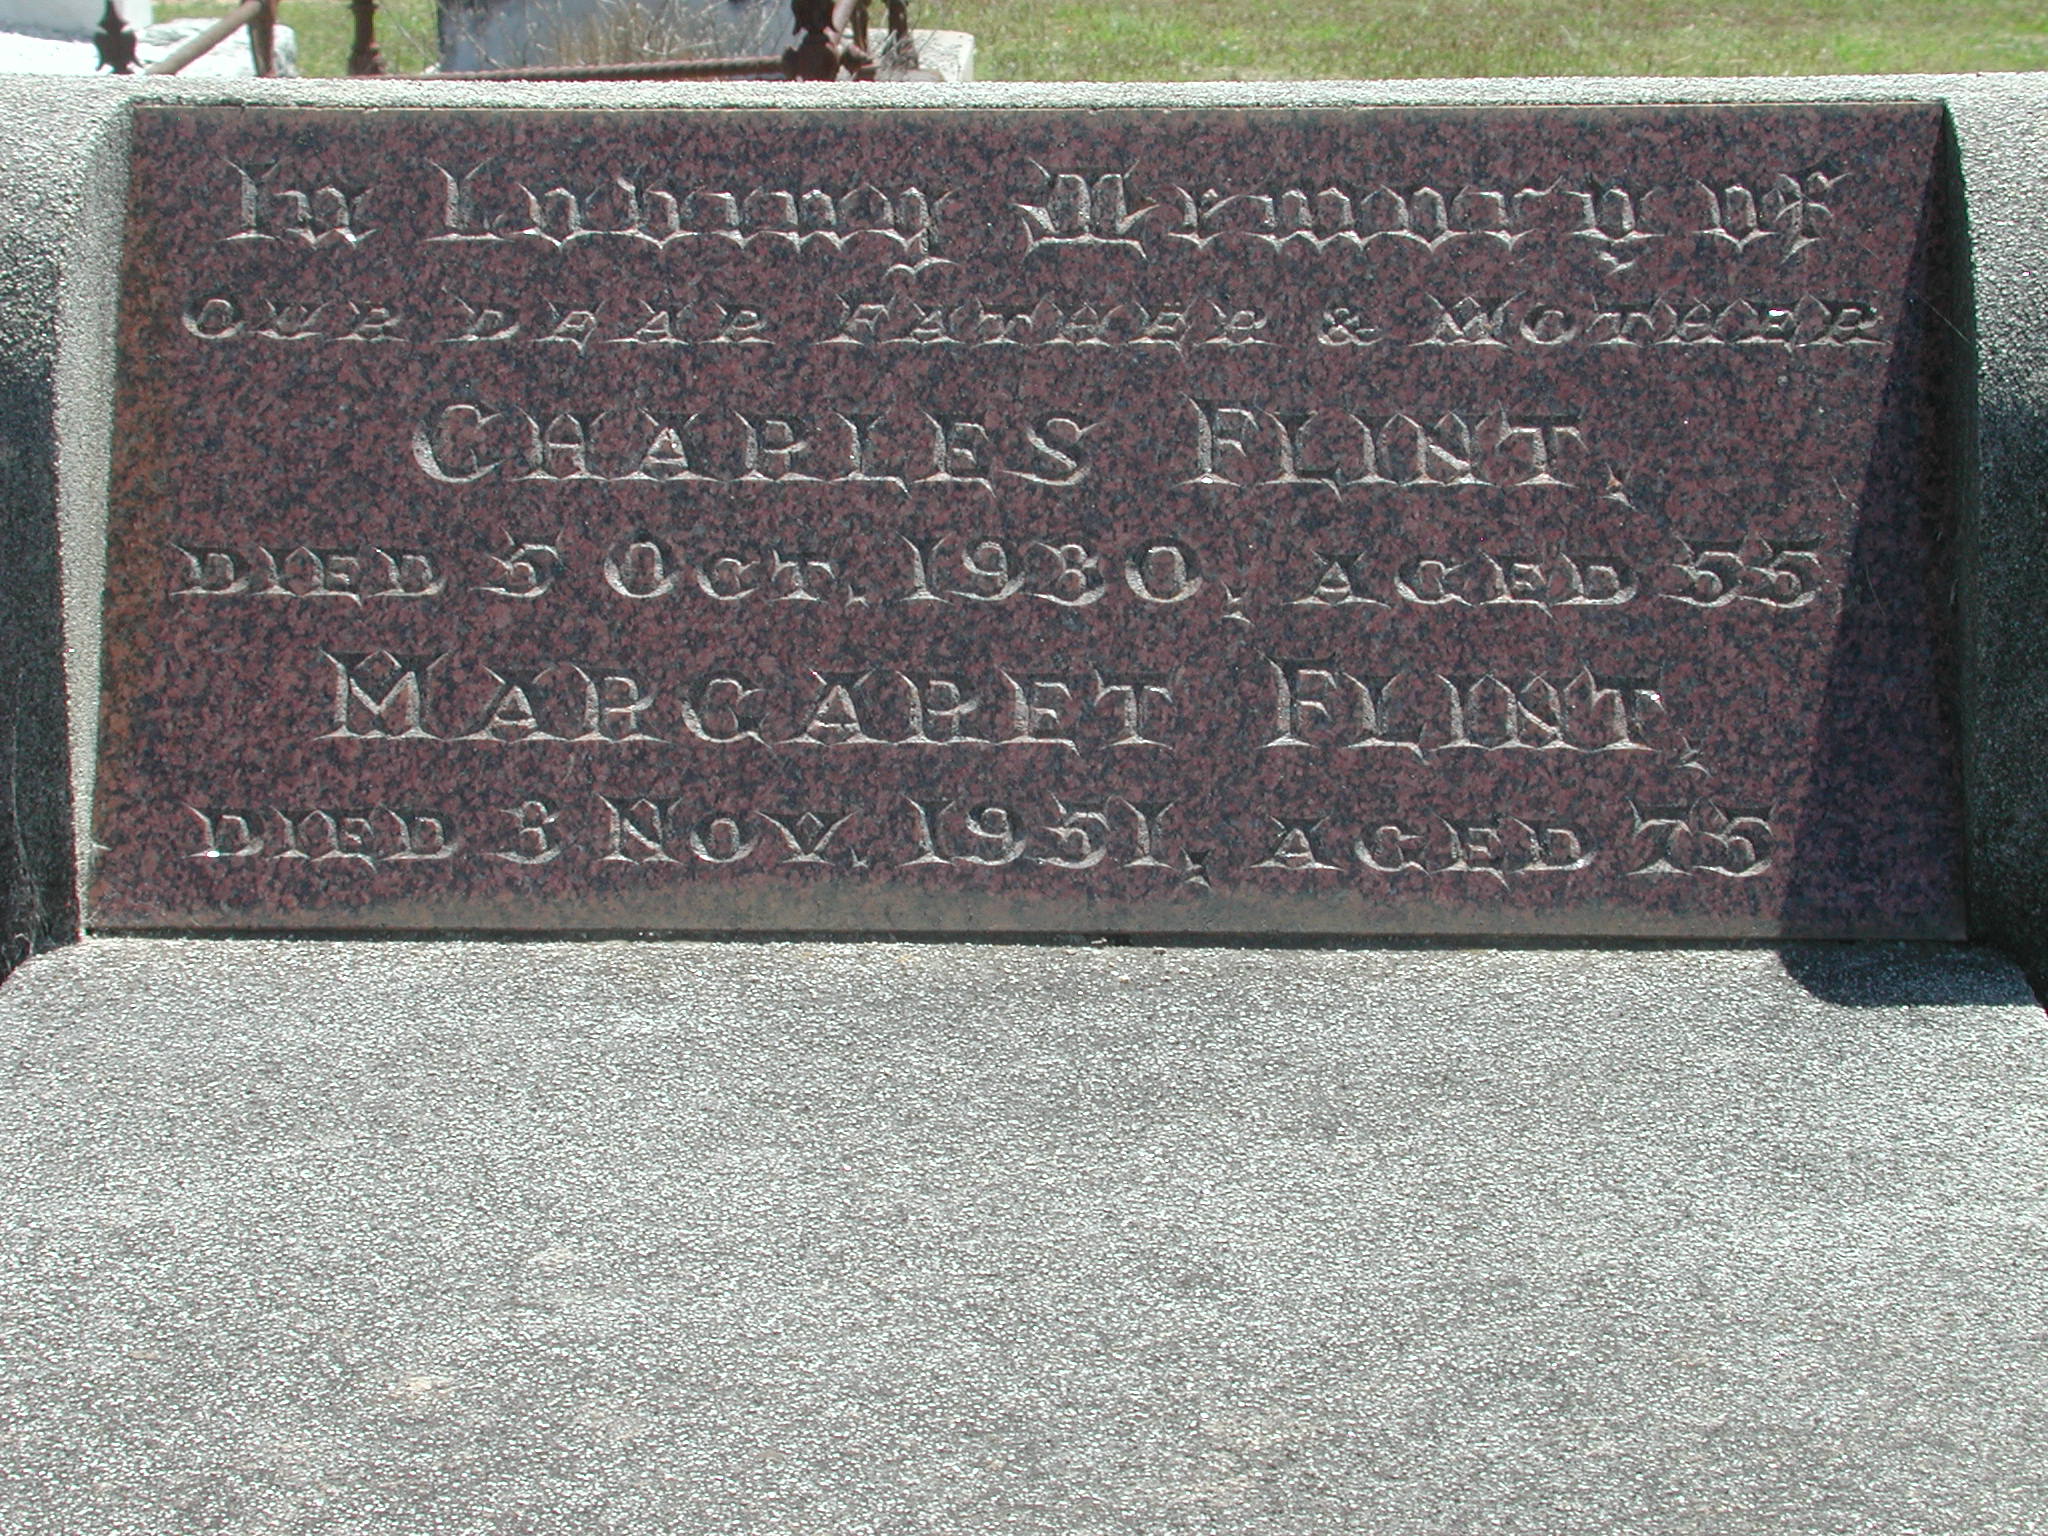 In Loving Memory of
OUR DEAR FATHER & MOTHER
CHARLES FLINT,
DIED 5 OCT. 1930, AGED 55
MARGARET FLINT,
DIED 3 NOV. 1951, AGED 75